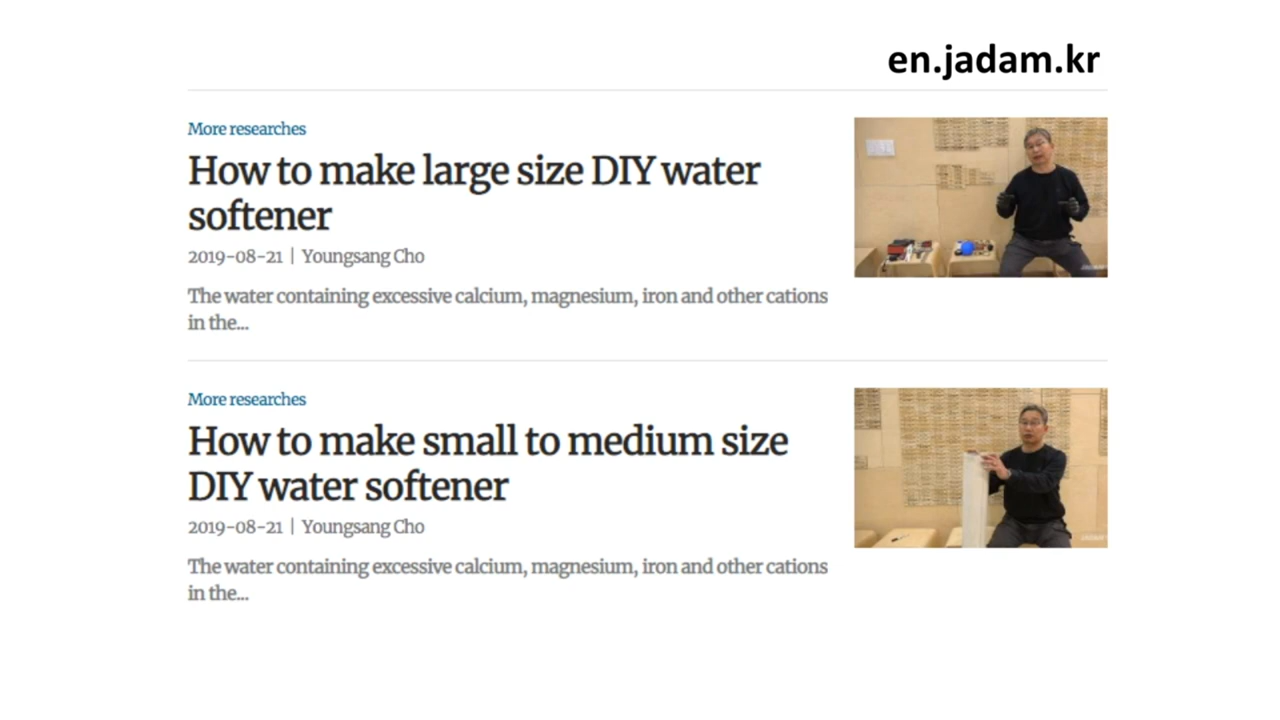 en.jadam.kr
More researches
How to make large size DIY water
softener
2019-08-21 | Youngsang Cho
The water containing excessive calcium, magnesium, iron and other cations
in the...
More researches
How to make small to medium size
DIY water softener
2019-08-21 | Youngsang Cho
The water containing excessive calcium, magnesium, iron and other cations
in the...